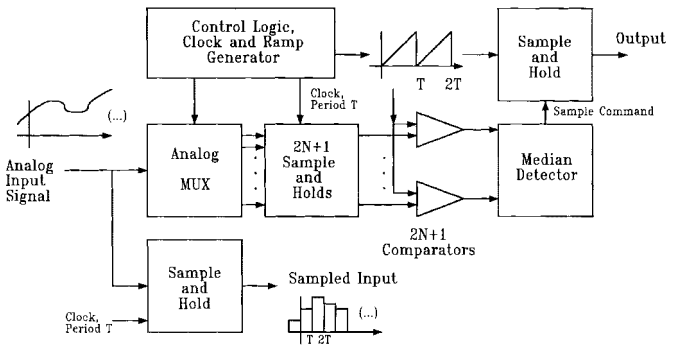 Control Logic,
Clock and Ramp
Generator
T 2T
Sample
and
Hold
Output
Clock,
Period T
Sample Command
(...)
Analog
Input
Signal
Analog
MUX
2N+1
Sample
and
Holds
Median
Detector
2N+1
Comparators
Sample
and
Hold
Sampled Input
(...)
Clock,
Period T
T 2T